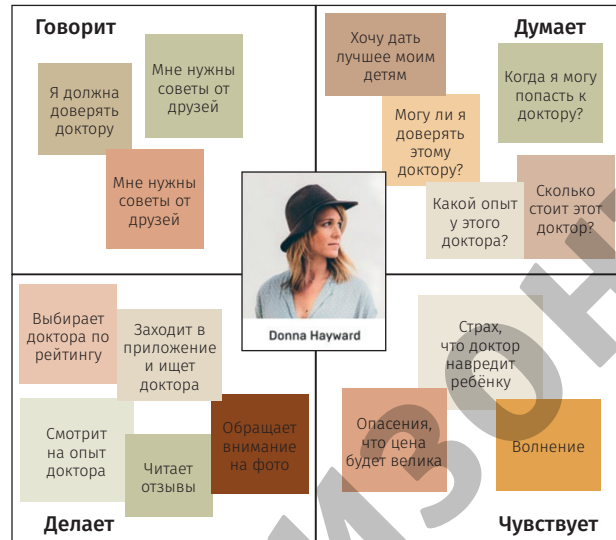 Говорит
Я должна
доверять
доктору
Мне нужны
советы от
друзей
Мне нужны
советы от
друзей
Думает
Хочу дать
лучшее моим
детям
Могу ли я
доверять
этому
доктору?
Когда я могу
попасть к
доктору?
Какой опыт
у этого
доктора?
Сколько
стоит этот
доктор?
Donna Hayward
Выбирает
доктора по
рейтингу
Заходит в
приложение
и ищет
доктора
Смотрит
на опыт
доктора
Читает
отзывы
Обращает
внимание
на фото
Делает
Страх,
что доктор
навредит
ребёнку
Опасения,
что цена
будет велика
Волнение
Чувствует